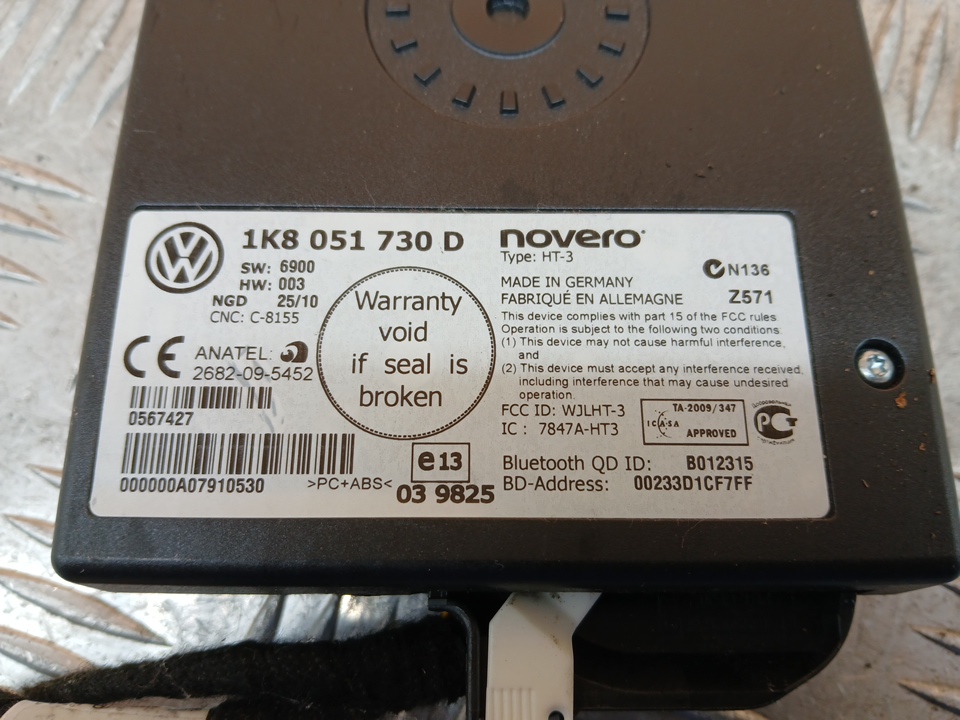 1K8 051 730 D
SW: 6900
HW: 003
NGD 25/10
CNC: C-8155
CE ANATEL:
2682-09-5452
0567427
000000A07910530
>PC+ABS<
Warranty
void
if seal is
broken
e13
03 9825
novero
Type: HT-3
MADE IN GERMANY
FABRIQUÉ EN ALLEMAGNE
N136
Z571
This device complies with part 15 of the FCC rules
Operation is subject to the following two conditions:
(1) This device may not cause harmful interference,
and
(2) This device must accept any interference received,
including interference that may cause undesired
operation.
FCC ID: WJLHT-3
IC : 7847A-HT3
TA-2009/347
ICASA
APPROVED
Bluetooth QD ID: B012315
BD-Address: 00233D1CF7FF